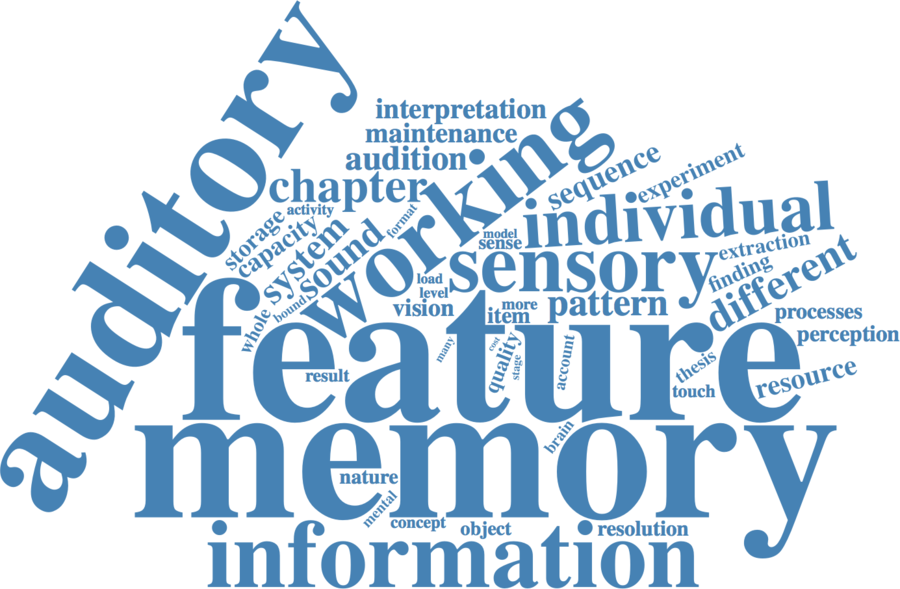 auditory
interpretation
maintenance
audition
working
chapter
sequence
experiment
storage
activity
format
capacity
system
sound
individual
model
sense
sensory
extraction
finding
different
load
level
vision
more
item
pattern
processes
perception
whole
bound
feature
many
cost
quality
stage
account
thesis
touch
resource
result
memory
brain
nature
mental
concept
object
resolution
information